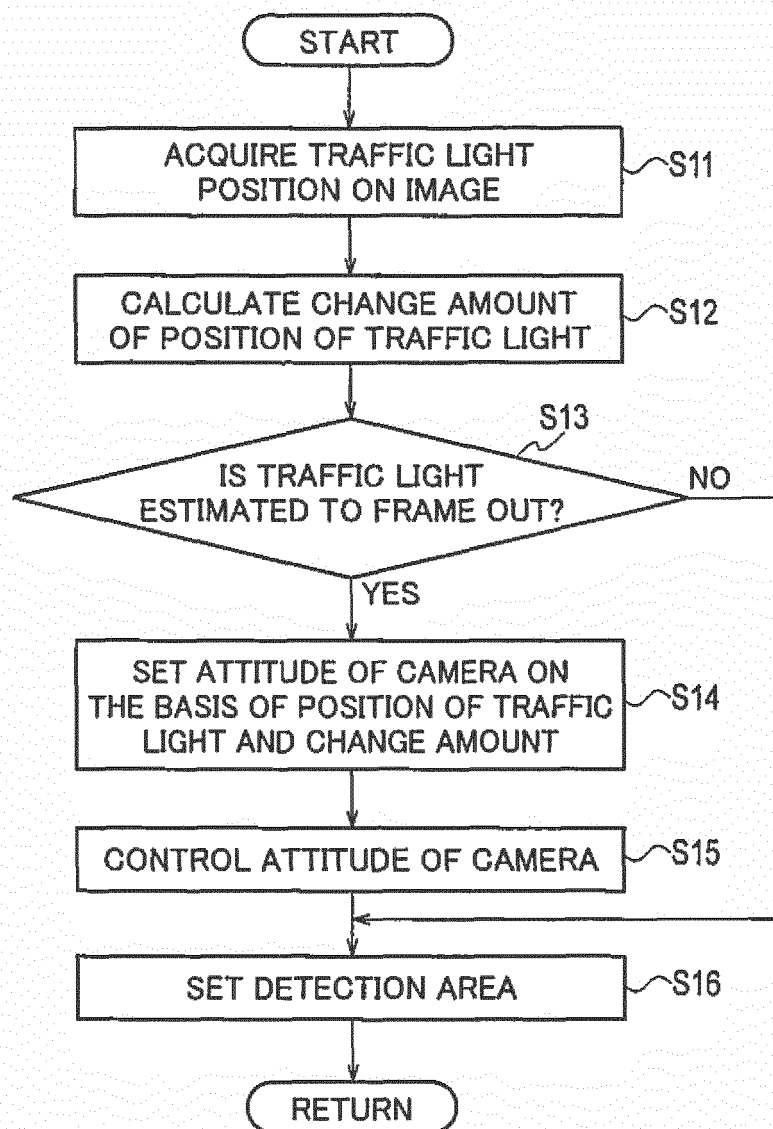 START
ACQUIRE TRAFFIC LIGHT
POSITION ON IMAGE
S11
CALCULATE CHANGE AMOUNT
OF POSITION OF TRAFFIC LIGHT
S12
S13
IS TRAFFIC LIGHT
ESTIMATED TO FRAME OUT?
NO
YES
SET ATTITUDE OF CAMERA ON
THE BASIS OF POSITION OF TRAFFIC
LIGHT AND CHANGE AMOUNT
S14
CONTROL ATTITUDE OF CAMERA
S15
SET DETECTION AREA
S16
RETURN